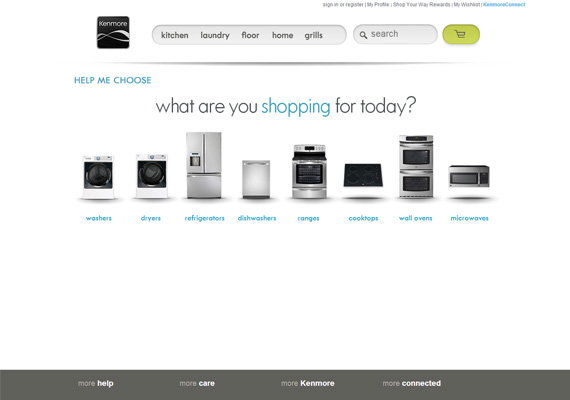 sign in or register | My Profile | Shop Your Way Rewards | My Wishlist | KenmoreConnect
Kenmore
kitchen laundry floor home grills
search
HELP ME CHOOSE
what are you shopping for today?
washers dryers refrigerators dishwashers ranges cooktops wall ovens microwaves
more help more care more Kenmore more connected